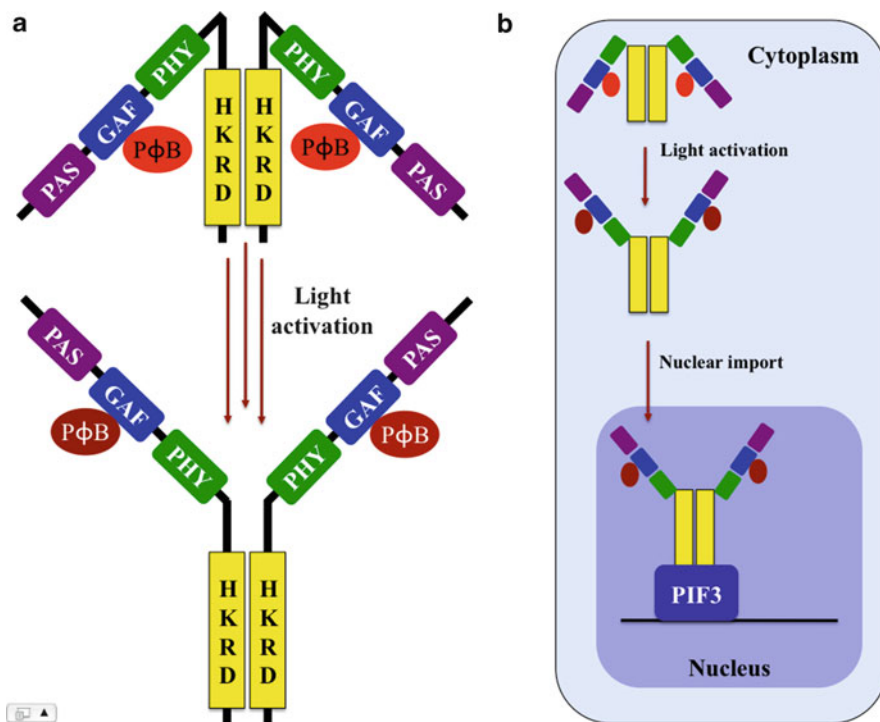 a
PHY
PHY
GAF
GAF
PAS
PAS
PϕB
PϕB
H
K
R
D
H
K
R
D
Light
activation
PAS
PAS
GAF
GAF
PϕB
PϕB
PHY
PHY
H
K
R
D
H
K
R
D
b
Cytoplasm
Light activation
Nuclear import
PIF3
Nucleus